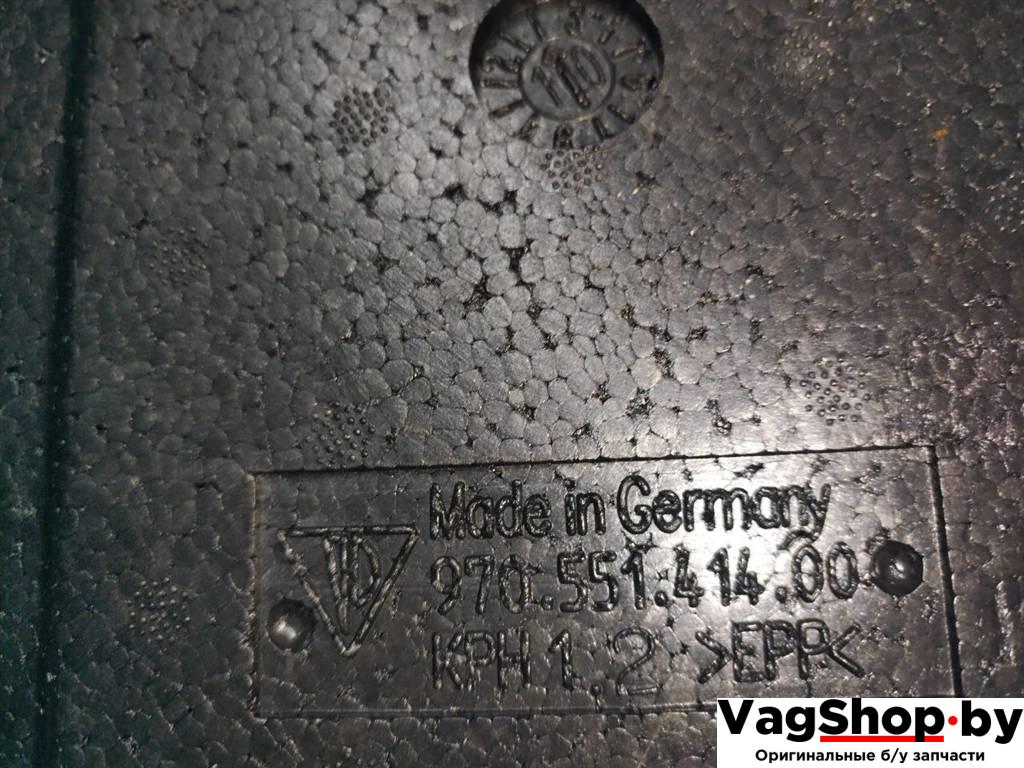 Made in Germany
970.551.414.00
KPH 1.2 >EPP<
VagShop.by
Оригинальные б/у запчасти